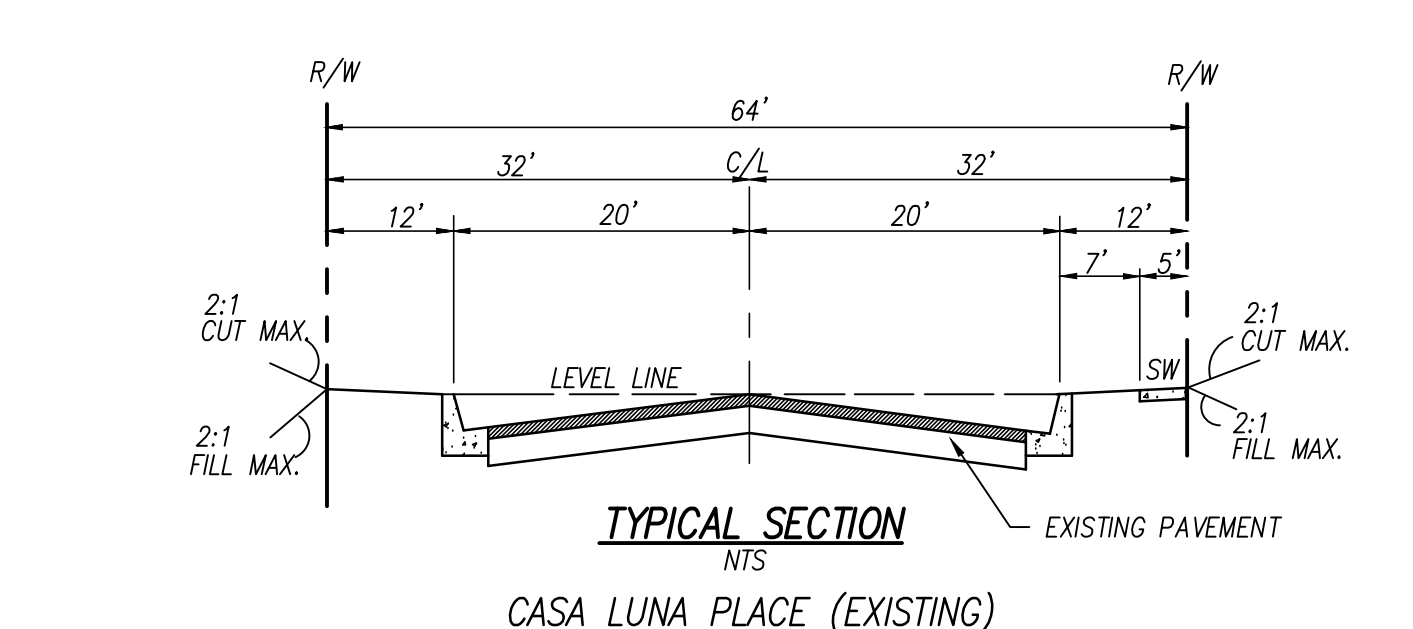 R/W
R/W
64'
32'
C/L
32'
12'
20'
20'
12'
7'
5'
2:1
CUT MAX.
2:1
CUT MAX.
LEVEL LINE
SW
2:1
FILL MAX.
2:1
FILL MAX.
TYPICAL SECTION
EXISTING PAVEMENT
NTS
CASA LUNA PLACE (EXISTING)